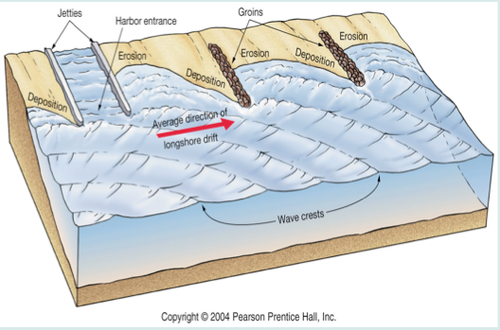 Jetties
Harbor entrance
Groins
Erosion
Erosion
Erosion
Deposition
Deposition
Deposition
Average direction of
longshore drift
Wave crests
Copyright © 2004 Pearson Prentice Hall, Inc.